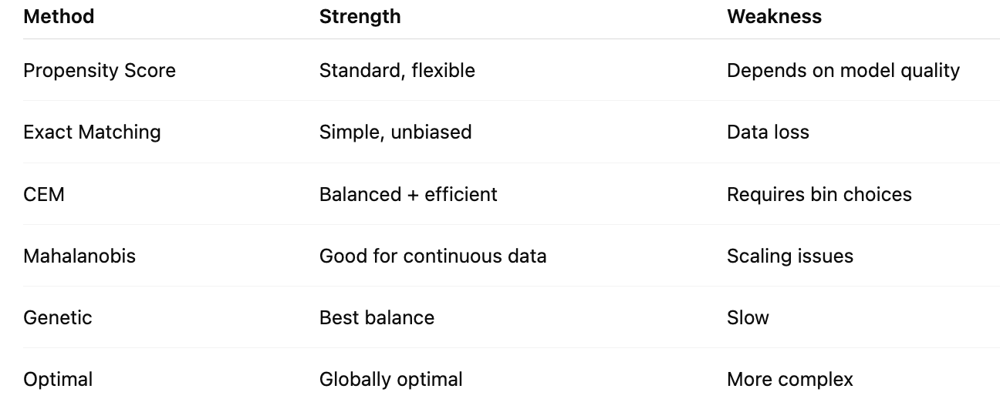 Method Strength Weakness
Propensity Score Standard, flexible Depends on model quality
Exact Matching Simple, unbiased Data loss
CEM Balanced + efficient Requires bin choices
Mahalanobis Good for continuous data Scaling issues
Genetic Best balance Slow
Optimal Globally optimal More complex